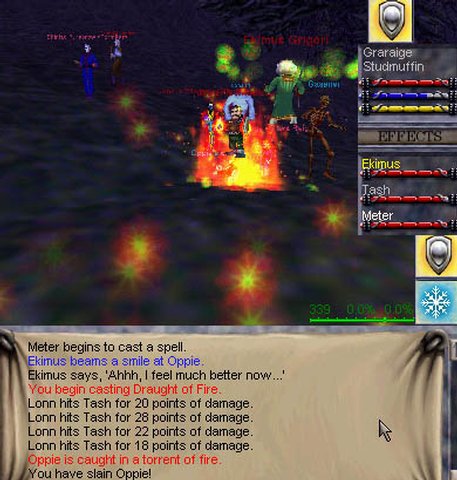 Ekimus Grigori
Graraige
Studmuffin
EFFECTS
Ekimus
Tash
Meter
339 0.0% 0.0%
Meter begins to cast a spell.
Ekimus beams a smile at Oppie.
Ekimus says, 'Ahhh, I feel much better now...'
You begin casting Draught of Fire.
Lonn hits Tash for 20 points of damage.
Lonn hits Tash for 28 points of damage.
Lonn hits Tash for 22 points of damage.
Lonn hits Tash for 18 points of damage.
Oppie is caught in a torrent of fire.
You have slain Oppie!